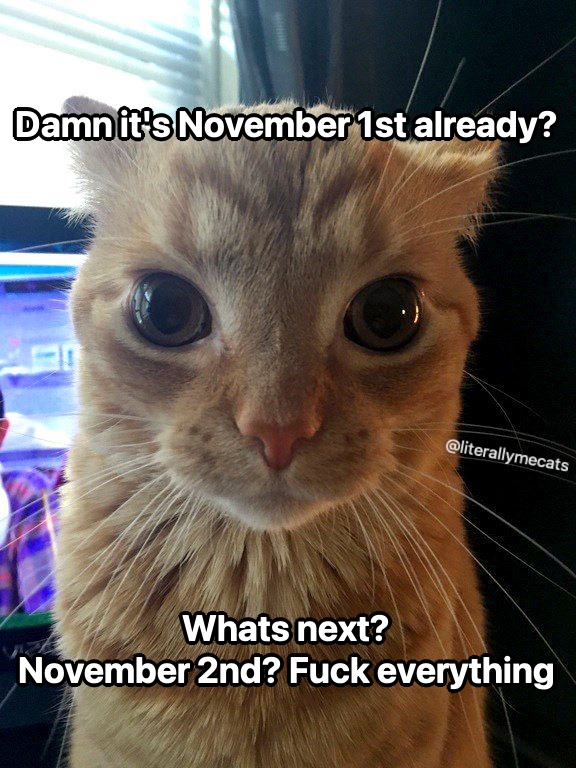 Damn it's November 1st already?
@literallymecats
Whats next?
November 2nd? Fuck everything